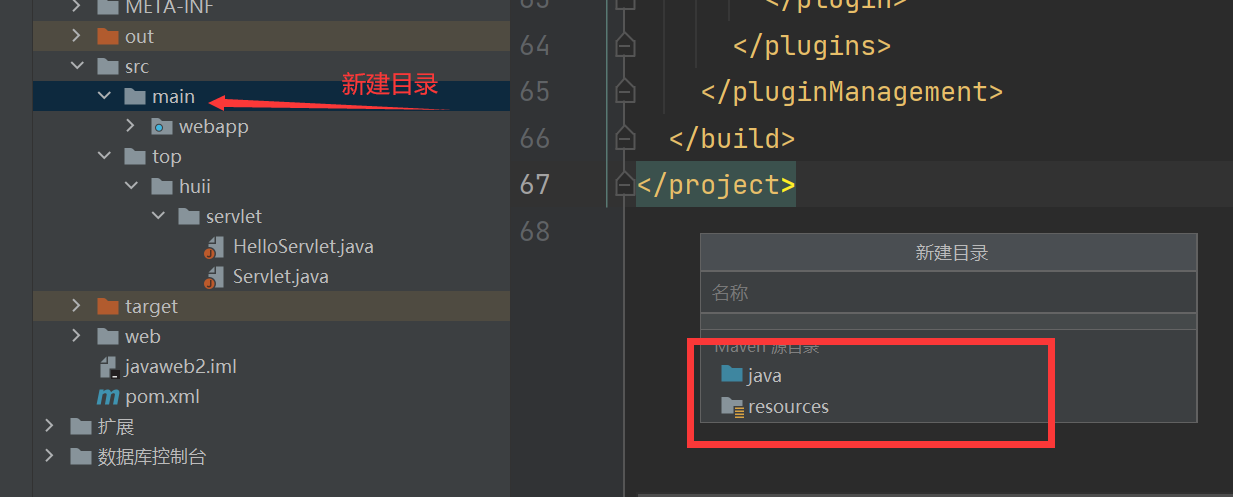 META-INF
out
src
新建目录
main
webapp
top
huii
servlet
HelloServlet.java
Servlet.java
target
web
javaweb2.iml
pom.xml
扩展
数据库控制台
63 </plugin>
64 </plugins>
65 </pluginManagement>
66 </build>
67 </project>
68
新建目录
名称
Maven 源目录
java
resources